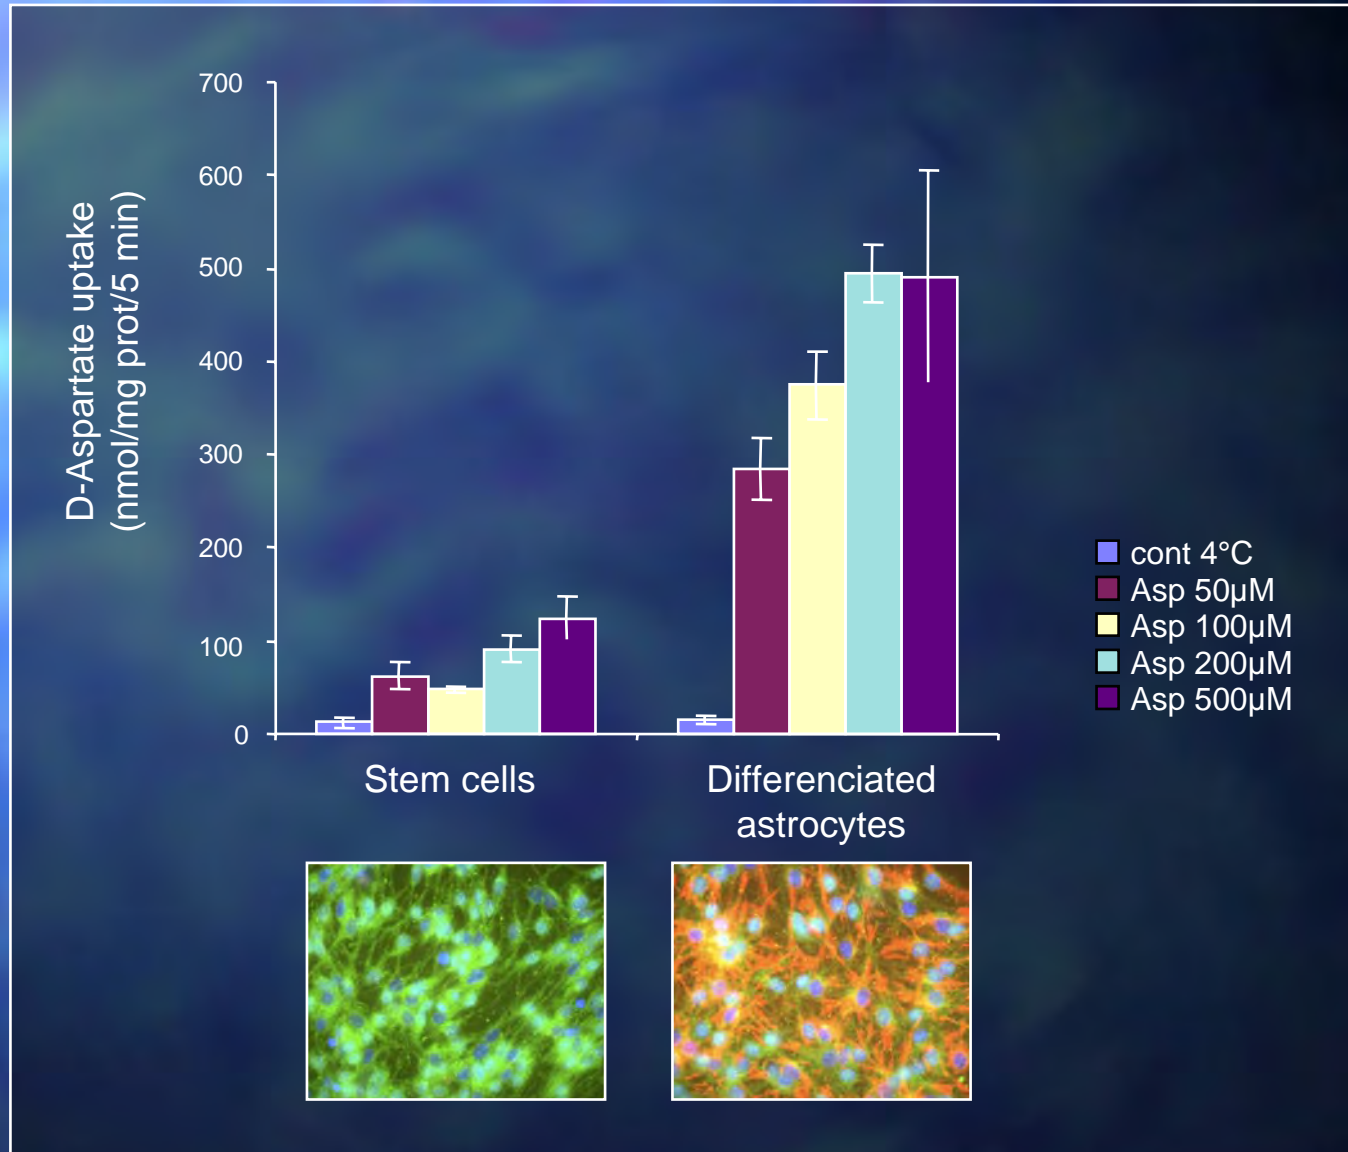 D-Aspartate uptake
(nmol/mg prot/5 min)
700
600
500
400
300
200
100
0
Stem cells
Differenciated
astrocytes
cont 4°C
Asp 50µM
Asp 100µM
Asp 200µM
Asp 500µM